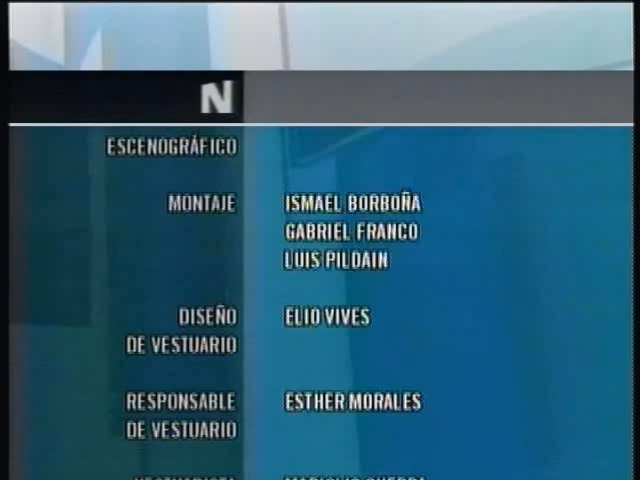 N
ESCENOGRÁFICO
MONTAJE ISMAEL BORBOÑA
GABRIEL FRANCO
LUIS PILDAIN
DISEÑO ELIO VIVES
DE VESTUARIO
RESPONSABLE ESTHER MORALES
DE VESTUARIO